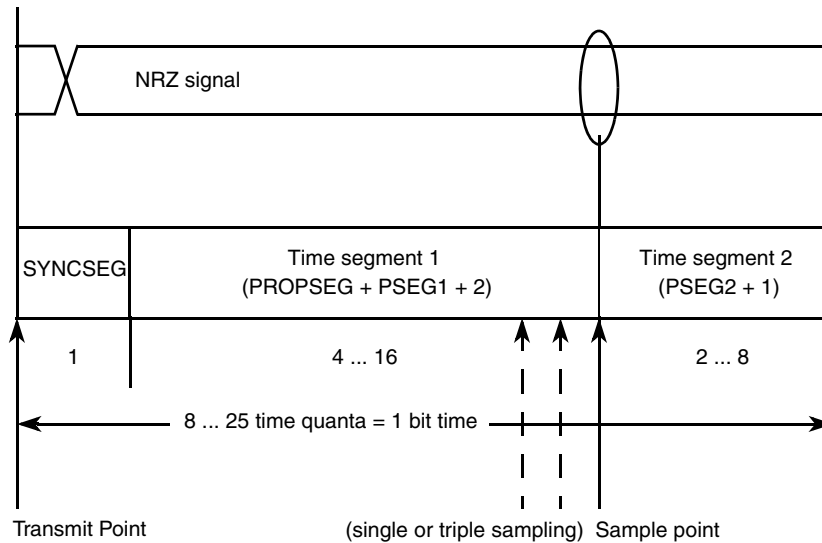 NRZ signal
SYNCSEG
Time segment 1
(PROPSEG + PSEG1 + 2)
Time segment 2
(PSEG2 + 1)
1
4 ... 16
2 ... 8
8 ... 25 time quanta = 1 bit time
Transmit Point
(single or triple sampling)
Sample point